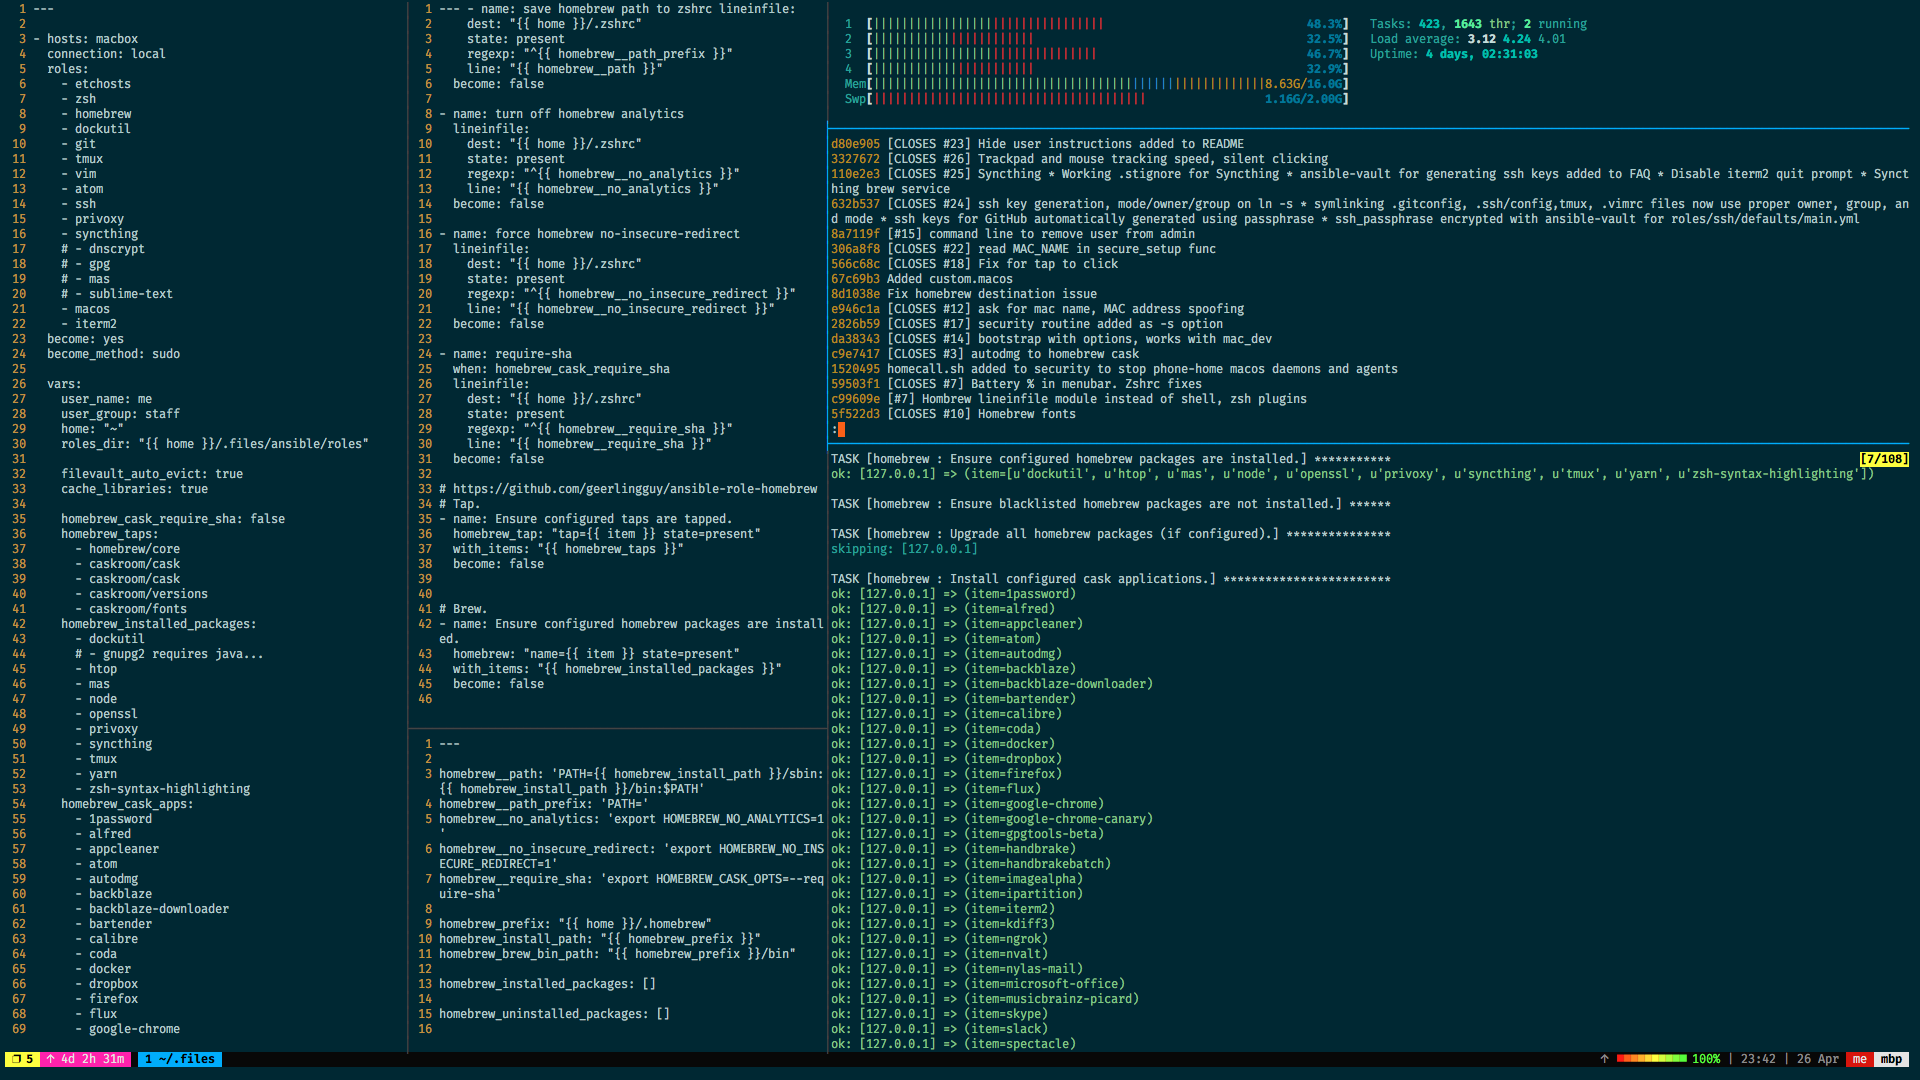 1 ---
2
3 - hosts: macbox
4   connection: local
5   roles:
6     - etchosts
7     - zsh
8     - homebrew
9     - dockutil
10     - git
11     - tmux
12     - vim
13     - atom
14     - ssh
15     - privoxy
16     - syncthing
17     # - dnscrypt
18     # - gpg
19     # - mas
20     # - sublime-text
21     - macos
22     - iterm2
23   become: yes
24   become_method: sudo
25
26   vars:
27     user_name: me
28     user_group: staff
29     home: "~"
30     roles_dir: "{{ home }}/.files/ansible/roles"
31
32     filevault_auto_evict: true
33     cache_libraries: true
34
35     homebrew_cask_require_sha: false
36     homebrew_taps:
37       - homebrew/core
38       - caskroom/cask
39       - caskroom/cask
40       - caskroom/versions
41       - caskroom/fonts
42     homebrew_installed_packages:
43       - dockutil
44       # - gnupg2 requires java...
45       - htop
46       - mas
47       - node
48       - openssl
49       - privoxy
50       - syncthing
51       - tmux
52       - yarn
53       - zsh-syntax-highlighting
54     homebrew_cask_apps:
55       - 1password
56       - alfred
57       - appcleaner
58       - atom
59       - autodmg
60       - backblaze
61       - backblaze-downloader
62       - bartender
63       - calibre
64       - coda
65       - docker
66       - dropbox
67       - firefox
68       - flux
69       - google-chrome
1 --- - name: save homebrew path to zshrc lineinfile:
2     dest: "{{ home }}/.zshrc"
3     state: present
4     regexp: "^{{ homebrew__path_prefix }}"
5     line: "{{ homebrew__path }}"
6   become: false
7
8 - name: turn off homebrew analytics
9   lineinfile:
10     dest: "{{ home }}/.zshrc"
11     state: present
12     regexp: "^{{ homebrew__no_analytics }}"
13     line: "{{ homebrew__no_analytics }}"
14   become: false
15
16 - name: force homebrew no-insecure-redirect
17   lineinfile:
18     dest: "{{ home }}/.zshrc"
19     state: present
20     regexp: "^{{ homebrew__no_insecure_redirect }}"
21     line: "{{ homebrew__no_insecure_redirect }}"
22   become: false
23
24 - name: require-sha
25   when: homebrew_cask_require_sha
26   lineinfile:
27     dest: "{{ home }}/.zshrc"
28     state: present
29     regexp: "^{{ homebrew__require_sha }}"
30     line: "{{ homebrew__require_sha }}"
31   become: false
32
33 # https://github.com/geerlingguy/ansible-role-homebrew
34 # Tap.
35 - name: Ensure configured taps are tapped.
36   homebrew_tap: "tap={{ item }} state=present"
37   with_items: "{{ homebrew_taps }}"
38   become: false
39
40
41 # Brew.
42 - name: Ensure configured homebrew packages are install
ed.
43   homebrew: "name={{ item }} state=present"
44   with_items: "{{ homebrew_installed_packages }}"
45   become: false
46
1 ---
2
3 homebrew__path: 'PATH={{ homebrew_install_path }}/sbin:
{{ homebrew_install_path }}/bin:$PATH'
4 homebrew__path_prefix: 'PATH='
5 homebrew__no_analytics: 'export HOMEBREW_NO_ANALYTICS=1
'
6 homebrew__no_insecure_redirect: 'export HOMEBREW_NO_INS
ECURE_REDIRECT=1'
7 homebrew__require_sha: 'export HOMEBREW_CASK_OPTS=--req
uire-sha'
8
9 homebrew_prefix: "{{ home }}/.homebrew"
10 homebrew_install_path: "{{ homebrew_prefix }}"
11 homebrew_brew_bin_path: "{{ homebrew_prefix }}/bin"
12
13 homebrew_installed_packages: []
14
15 homebrew_uninstalled_packages: []
16
1 [|||||||||||||||||||||||||||||||||  48.3%]   Tasks: 423, 1643 thr; 2 running
2 [|||||||||||||||||||||||  32.5%]   Load average: 3.12 4.24 4.01
3 [||||||||||||||||||||||||||||||||  46.7%]   Uptime: 4 days, 02:31:03
4 [|||||||||||||||||||||||  32.9%]
Mem[||||||||||||||||||||||||||||||||||||||||||||||||||||||||8.63G/16.0G]
Swp[|||||||||||||||||||||||||||||||||||||||  1.16G/2.00G]
d80e905 [CLOSES #23] Hide user instructions added to README
3327672 [CLOSES #26] Trackpad and mouse tracking speed, silent clicking
110e2e3 [CLOSES #25] Syncthing * Working .stignore for Syncthing * ansible-vault for generating ssh keys added to FAQ * Disable iterm2 quit prompt * Sync
thing brew service
632b537 [CLOSES #24] ssh key generation, mode/owner/group on ln -s * symlinking .gitconfig, .ssh/config,tmux, .vimrc files now use proper owner, group, an
d mode * ssh keys for GitHub automatically generated using passphrase * ssh_passphrase encrypted with ansible-vault for roles/ssh/defaults/main.yml
8a7119f [#15] command line to remove user from admin
306a8f8 [CLOSES #22] read MAC_NAME in secure_setup func
566c68c [CLOSES #18] Fix for tap to click
67c69b3 Added custom.macos
8d1038e Fix homebrew destination issue
e946c1a [CLOSES #12] ask for mac name, MAC address spoofing
2826b59 [CLOSES #17] security routine added as -s option
da38343 [CLOSES #14] bootstrap with options, works with mac_dev
c9e7417 [CLOSES #3] autodmg to homebrew cask
1520495 homecall.sh added to security to stop phone-home macos daemons and agents
59503f1 [CLOSES #7] Battery % in menubar. Zshrc fixes
c99609e [#7] Hombrew lineinfile module instead of shell, zsh plugins
5f522d3 [CLOSES #10] Homebrew fonts
:
TASK [homebrew : Ensure configured homebrew packages are installed.] *********** [7/108]
ok: [127.0.0.1] => (item=[u'dockutil', u'htop', u'mas', u'node', u'openssl', u'privoxy', u'syncthing', u'tmux', u'yarn', u'zsh-syntax-highlighting'])

TASK [homebrew : Ensure blacklisted homebrew packages are not installed.] ******

TASK [homebrew : Upgrade all homebrew packages (if configured).] ***************
skipping: [127.0.0.1]

TASK [homebrew : Install configured cask applications.] ************************
ok: [127.0.0.1] => (item=1password)
ok: [127.0.0.1] => (item=alfred)
ok: [127.0.0.1] => (item=appcleaner)
ok: [127.0.0.1] => (item=atom)
ok: [127.0.0.1] => (item=autodmg)
ok: [127.0.0.1] => (item=backblaze)
ok: [127.0.0.1] => (item=backblaze-downloader)
ok: [127.0.0.1] => (item=bartender)
ok: [127.0.0.1] => (item=calibre)
ok: [127.0.0.1] => (item=coda)
ok: [127.0.0.1] => (item=docker)
ok: [127.0.0.1] => (item=dropbox)
ok: [127.0.0.1] => (item=firefox)
ok: [127.0.0.1] => (item=flux)
ok: [127.0.0.1] => (item=google-chrome)
ok: [127.0.0.1] => (item=google-chrome-canary)
ok: [127.0.0.1] => (item=gpgtools-beta)
ok: [127.0.0.1] => (item=handbrake)
ok: [127.0.0.1] => (item=handbrakebatch)
ok: [127.0.0.1] => (item=imagealpha)
ok: [127.0.0.1] => (item=ipartition)
ok: [127.0.0.1] => (item=iterm2)
ok: [127.0.0.1] => (item=kdiff3)
ok: [127.0.0.1] => (item=ngrok)
ok: [127.0.0.1] => (item=nvalt)
ok: [127.0.0.1] => (item=nylas-mail)
ok: [127.0.0.1] => (item=microsoft-office)
ok: [127.0.0.1] => (item=musicbrainz-picard)
ok: [127.0.0.1] => (item=skype)
ok: [127.0.0.1] => (item=slack)
ok: [127.0.0.1] => (item=spectacle)
❐ 5 ↑ 4d 2h 31m 1 ~/.files ↑ 100% | 23:42 | 26 Apr me mbp